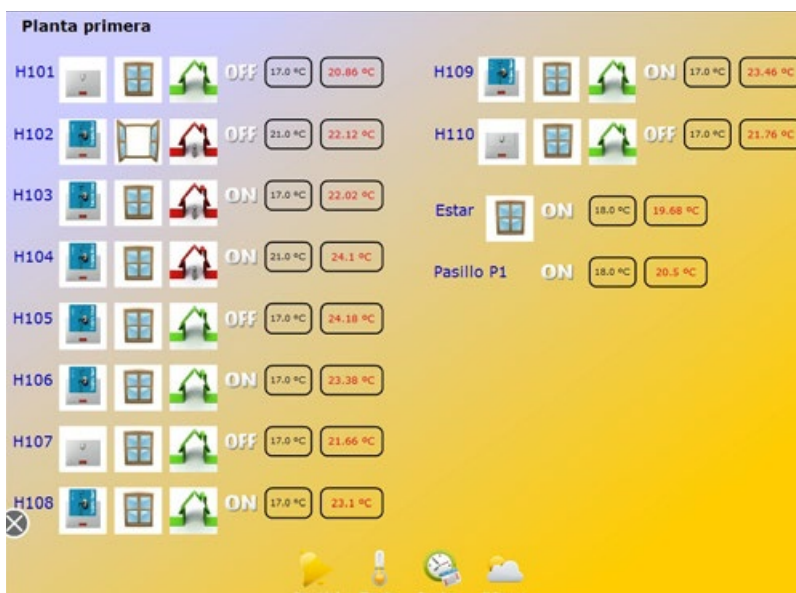 Planta primera
H101 OFF 17.0 ºC 20.86 ºC
H102 OFF 21.0 ºC 22.12 ºC
H103 ON 17.0 ºC 22.02 ºC
H104 ON 21.0 ºC 24.1 ºC
H105 OFF 17.0 ºC 24.18 ºC
H106 ON 17.0 ºC 23.38 ºC
H107 OFF 17.0 ºC 21.66 ºC
H108 ON 17.0 ºC 23.1 ºC
H109 ON 17.0 ºC 23.46 ºC
H110 OFF 17.0 ºC 21.76 ºC
Estar ON 18.0 ºC 19.68 ºC
Pasillo P1 ON 18.0 ºC 20.5 ºC